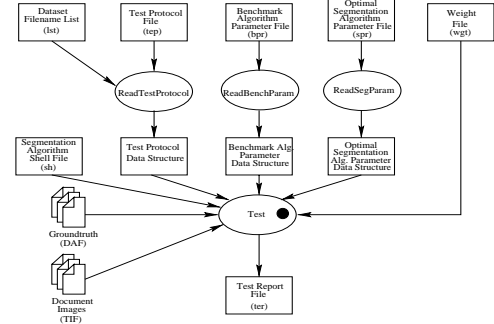 Dataset
Filename List
(lst)
Test Protocol
File
(tep)
Benchmark
Algorithm
Parameter File
(bpr)
Optimal
Segmentation
Algorithm
Parameter File
(spr)
Weight
File
(wgt)
ReadTestProtocol
ReadBenchParam
ReadSegParam
Segmentation
Algorithm
Shell File
(sh)
Test Protocol
Data Structure
Benchmark Alg.
Parameter
Data Structure
Optimal
Segmentation
Alg. Parameter
Data Structure
Test
Groundtruth
(DAF)
Document
Images
(TIF)
Test Report
File
(ter)